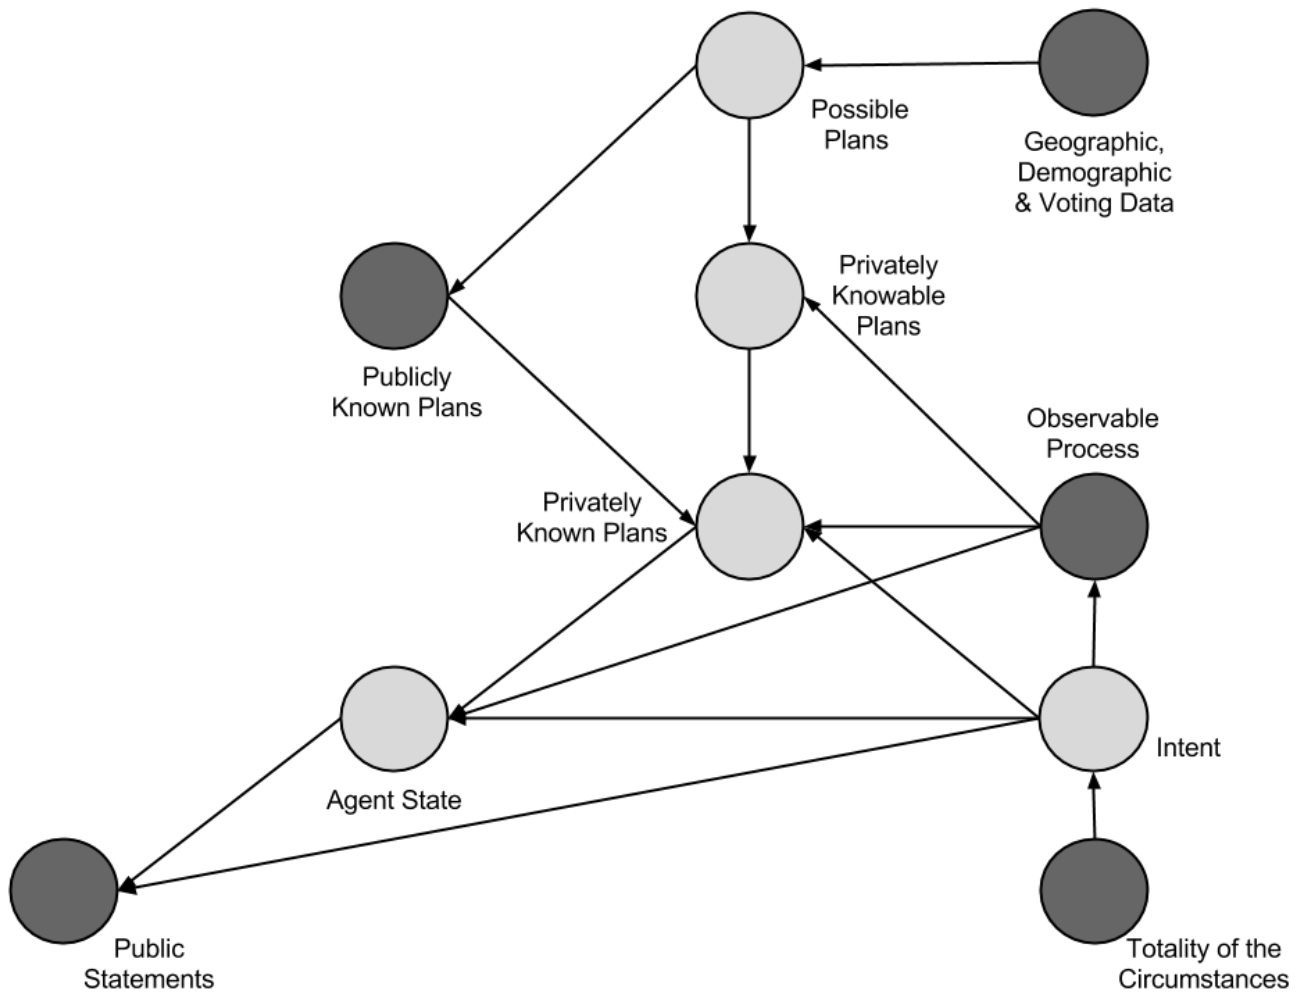 Possible
Plans
Geographic,
Demographic
& Voting Data
Privately
Knowable
Plans
Publicly
Known Plans
Observable
Process
Privately
Known Plans
Intent
Agent State
Public
Statements
Totality of the
Circumstances